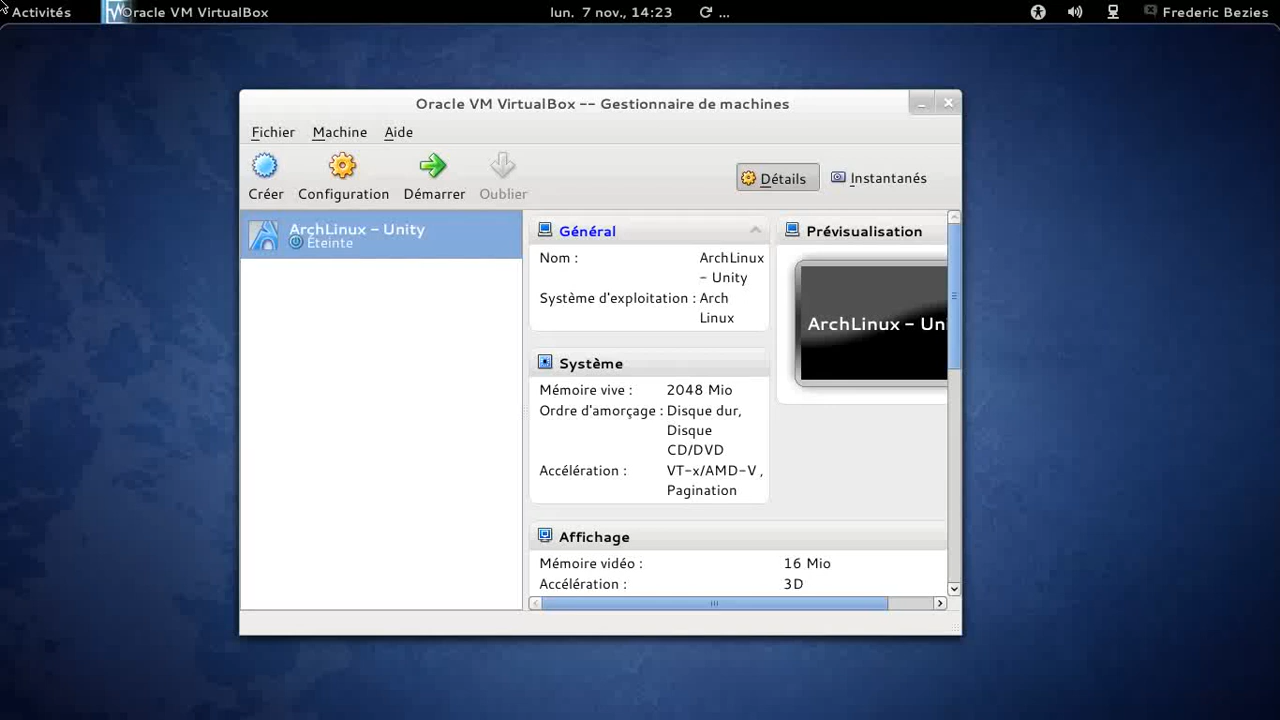 Activités
Oracle VM VirtualBox
lun. 7 nov., 14:23
...
Frederic Bezies
Oracle VM VirtualBox -- Gestionnaire de machines
Fichier Machine Aide
Créer Configuration Démarrer Oublier
Détails Instantanés
ArchLinux - Unity
Éteinte
Général
Nom : ArchLinux
- Unity
Système d'exploitation : Arch
Linux
Prévisualisation
ArchLinux - Uni
Système
Mémoire vive : 2048 Mio
Ordre d'amorçage : Disque dur,
Disque
CD/DVD
Accélération : VT-x/AMD-V ,
Pagination
Affichage
Mémoire vidéo : 16 Mio
Accélération : 3D